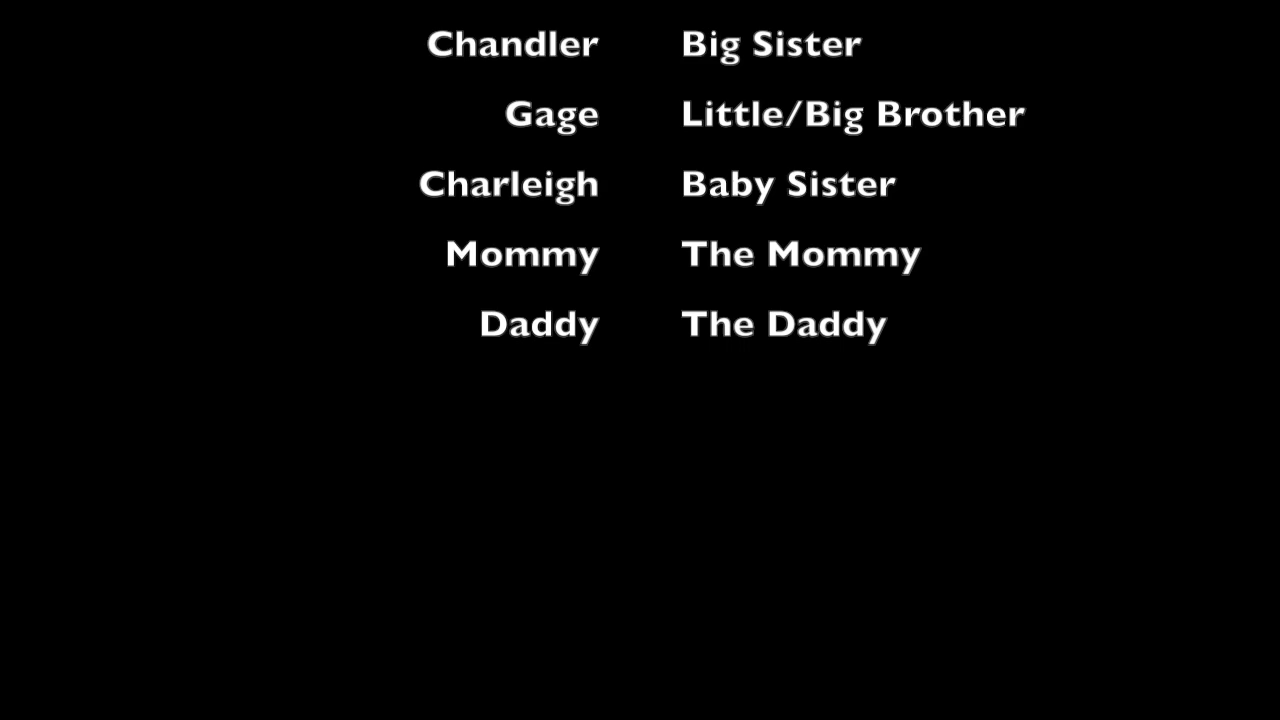 Chandler Big Sister
Gage Little/Big Brother
Charleigh Baby Sister
Mommy The Mommy
Daddy The Daddy